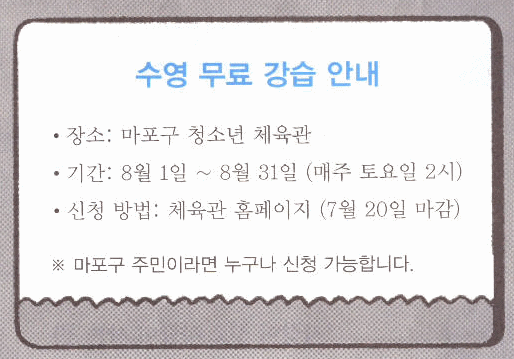 수영 무료 강습 안내
• 장소: 마포구 청소년 체육관
• 기간: 8월 1일 ~ 8월 31일 (매주 토요일 2시)
• 신청 방법: 체육관 홈페이지 (7월 20일 마감)
※ 마포구 주민이라면 누구나 신청 가능합니다.